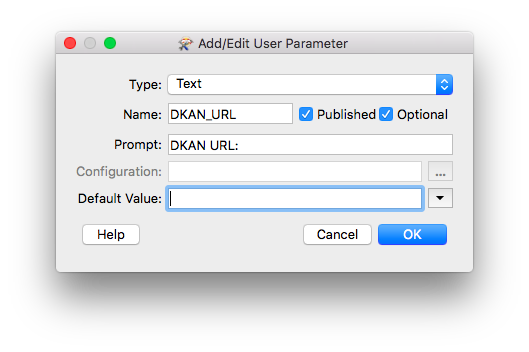 Add/Edit User Parameter
Type: Text
Name: DKAN_URL Published Optional
Prompt: DKAN URL:
Configuration: ...
Default Value:
Help Cancel OK